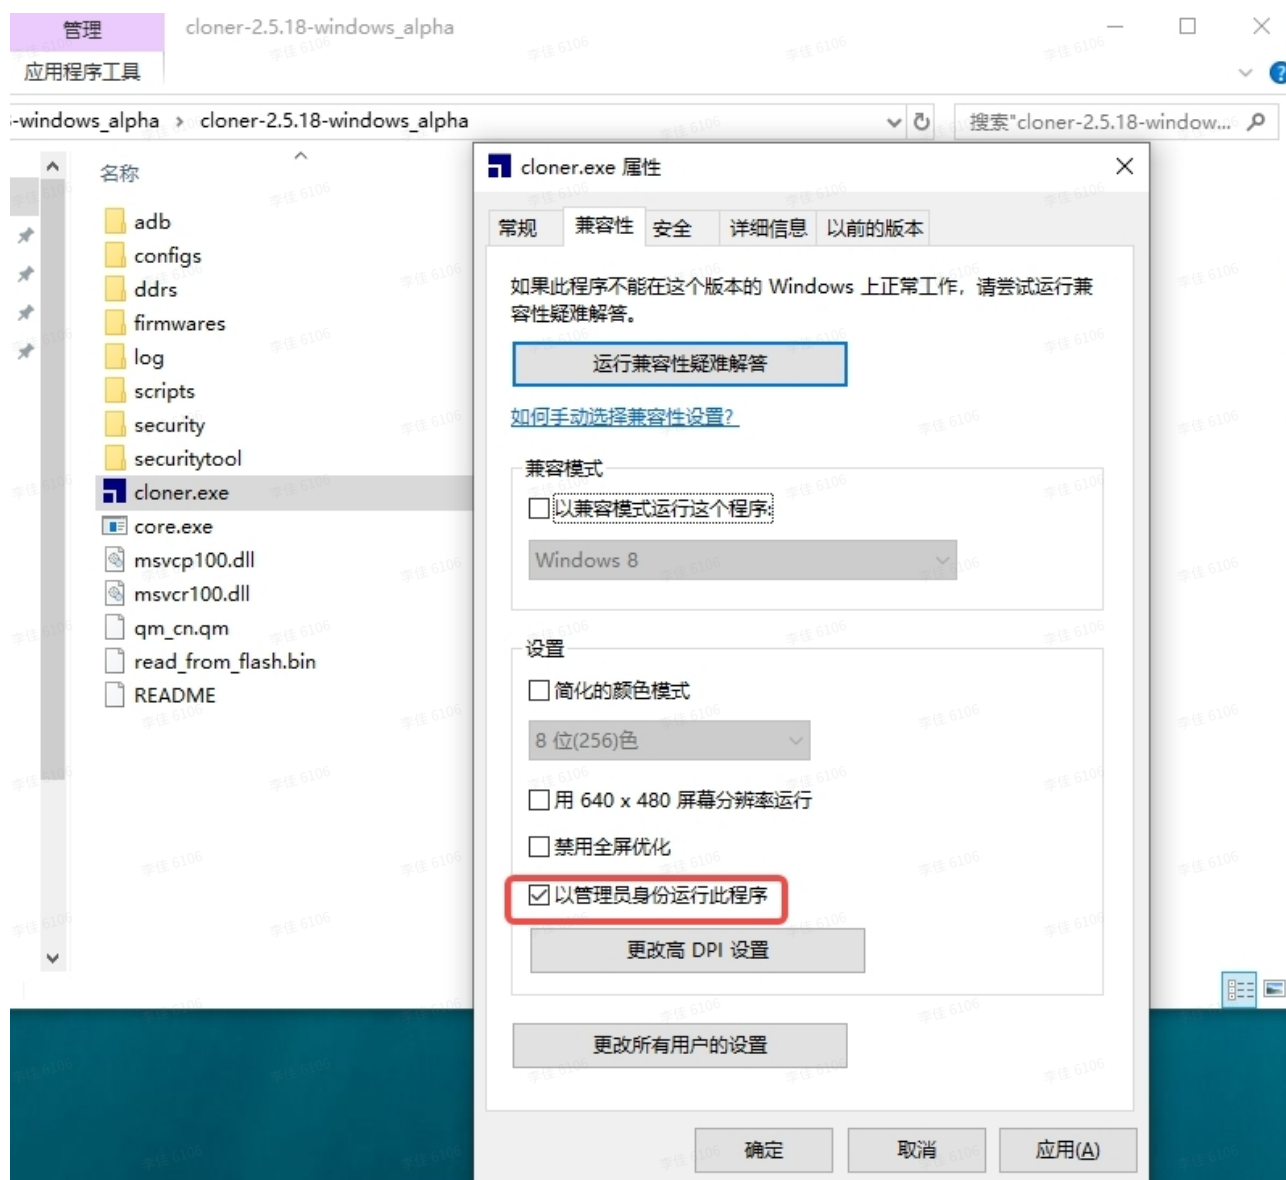 管理
cloner-2.5.18-windows_alpha
应用程序工具
-windows_alpha › cloner-2.5.18-windows_alpha
搜索"cloner-2.5.18-window...
名称
adb
configs
ddrs
firmwares
log
scripts
security
securitytool
cloner.exe
core.exe
msvcp100.dll
msvcr100.dll
qm_cn.qm
read_from_flash.bin
README
cloner.exe 属性
常规 兼容性 安全 详细信息 以前的版本
如果此程序不能在这个版本的 Windows 上正常工作，请尝试运行兼
容性疑难解答。
运行兼容性疑难解答
如何手动选择兼容性设置?
兼容模式
以兼容模式运行这个程序:
Windows 8
设置
简化的颜色模式
8 位(256)色
用 640 x 480 屏幕分辨率运行
禁用全屏优化
以管理员身份运行此程序
更改高 DPI 设置
更改所有用户的设置
确定 取消 应用(A)
李佳 6106